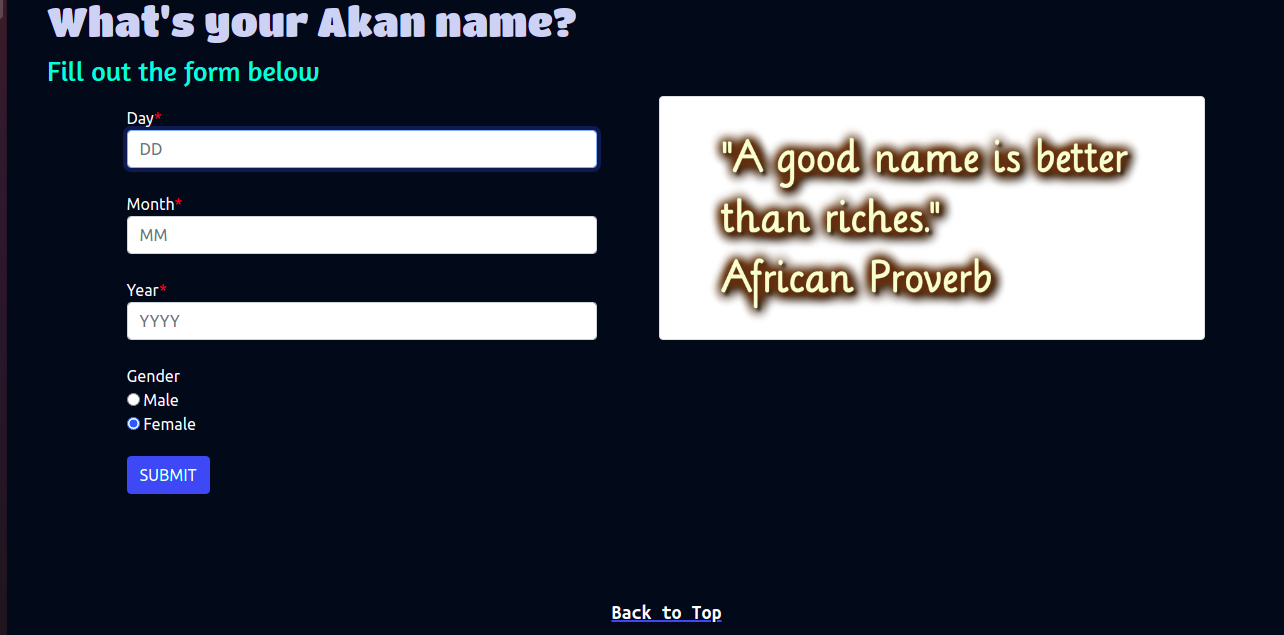 What's your Akan name?
Fill out the form below
Day*
DD
Month*
MM
Year*
YYYY
Gender
Male
Female
SUBMIT
"A good name is better
than riches."
African Proverb
Back to Top